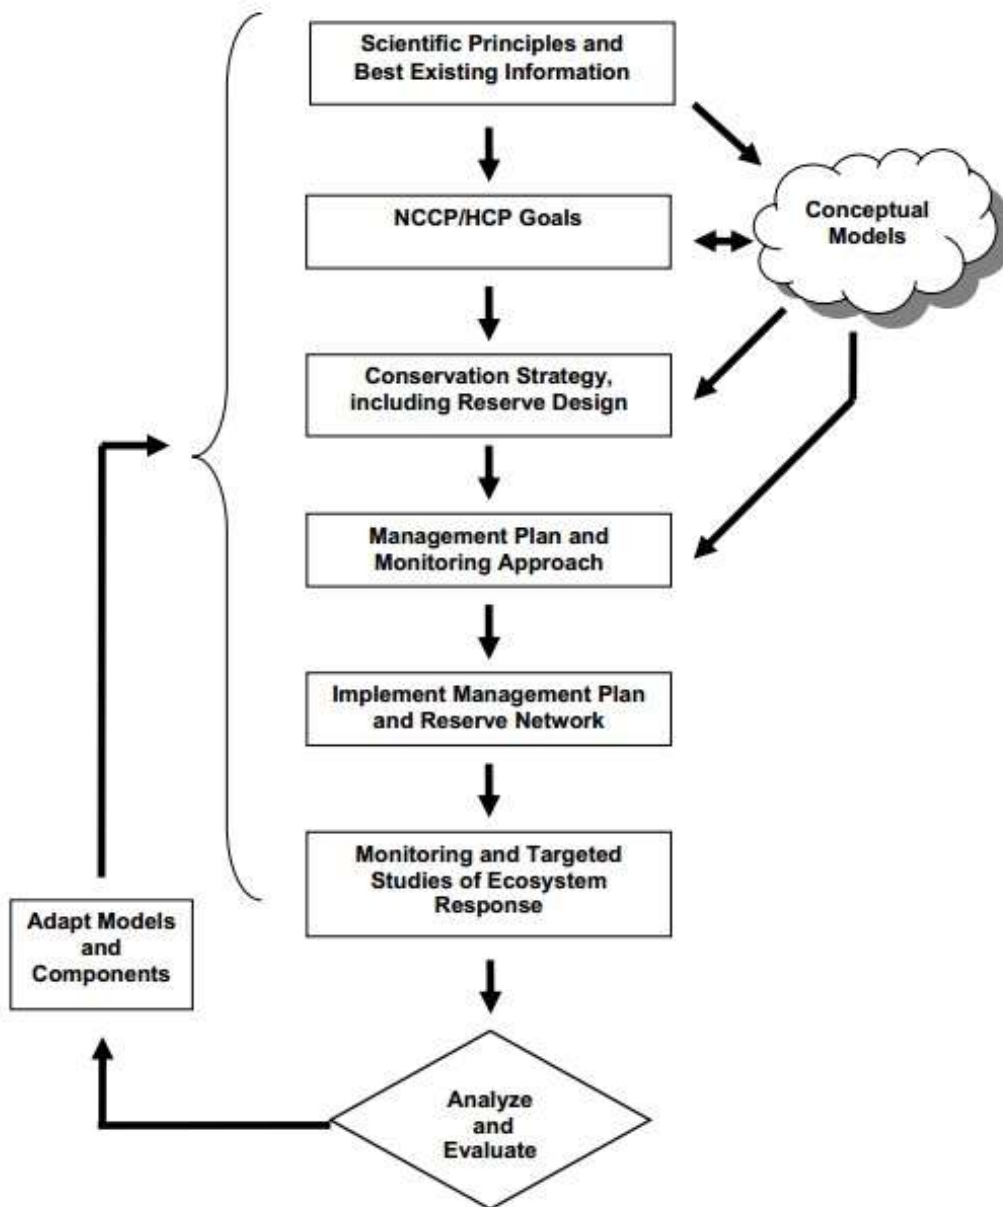 Scientific Principles and
Best Existing Information
NCCP/HCP Goals
Conceptual
Models
Conservation Strategy,
including Reserve Design
Management Plan and
Monitoring Approach
Implement Management Plan
and Reserve Network
Monitoring and Targeted
Studies of Ecosystem
Response
Adapt Models
and
Components
Analyze
and
Evaluate